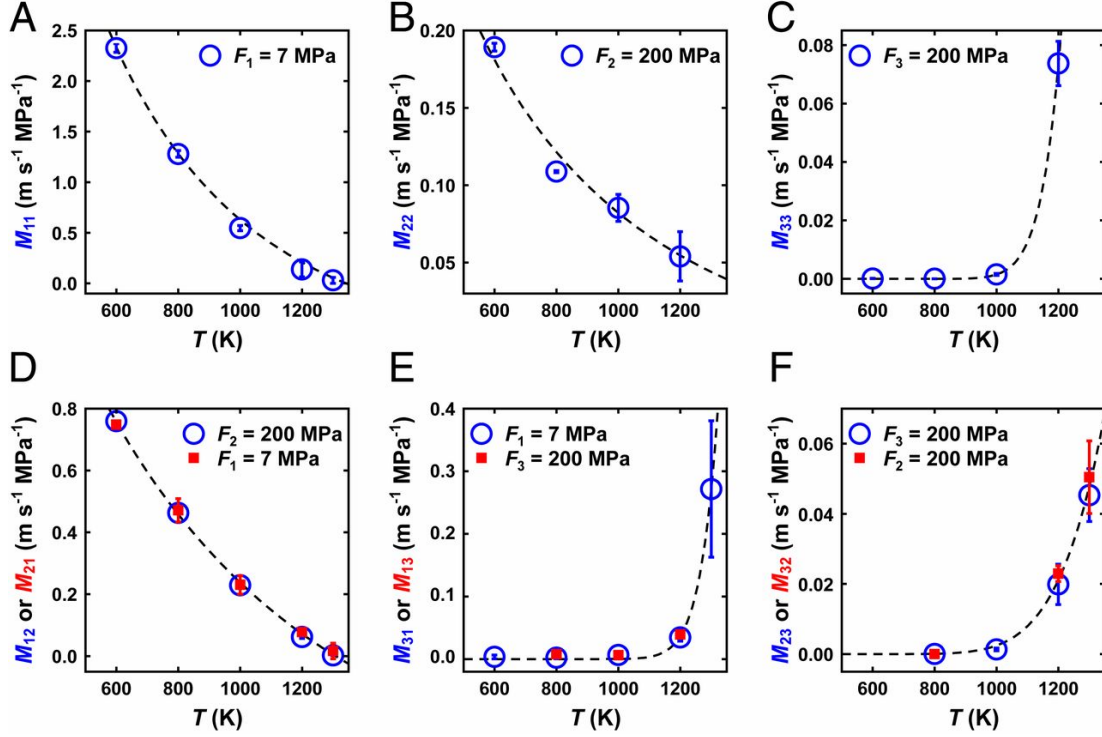 A
M₁₁ (m s⁻¹ MPa⁻¹)
2.5
2.0
1.5
1.0
0.5
0.0
F₁ = 7 MPa
600 800 1000 1200
T (K)
B
M₂₂ (m s⁻¹ MPa⁻¹)
0.20
0.15
0.10
0.05
F₂ = 200 MPa
600 800 1000 1200
T (K)
C
M₃₃ (m s⁻¹ MPa⁻¹)
0.08
0.06
0.04
0.02
0.00
F₃ = 200 MPa
600 800 1000 1200
T (K)
D
M₁₂ or M₂₁ (m s⁻¹ MPa⁻¹)
0.8
0.6
0.4
0.2
0.0
F₂ = 200 MPa
F₁ = 7 MPa
600 800 1000 1200
T (K)
E
M₃₁ or M₁₃ (m s⁻¹ MPa⁻¹)
0.4
0.3
0.2
0.1
0.0
F₁ = 7 MPa
F₃ = 200 MPa
600 800 1000 1200
T (K)
F
M₂₃ or M₃₂ (m s⁻¹ MPa⁻¹)
0.06
0.04
0.02
0.00
F₃ = 200 MPa
F₂ = 200 MPa
600 800 1000 1200
T (K)